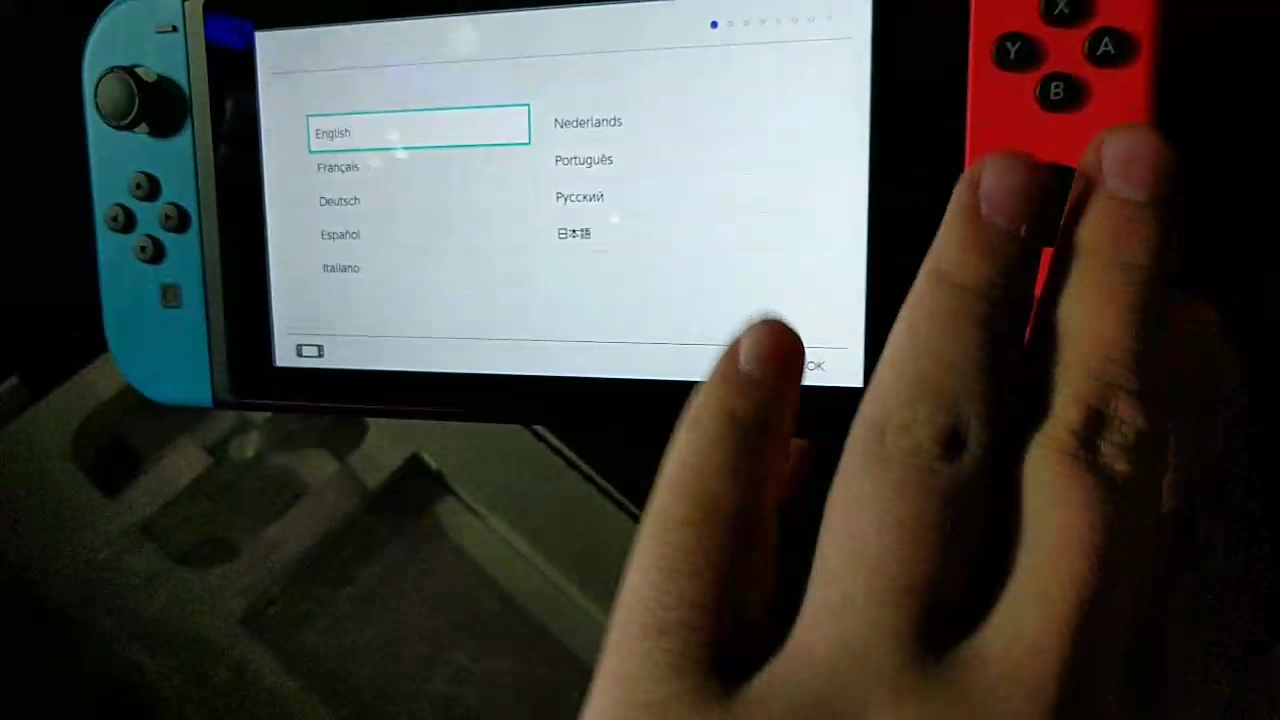 English
Français
Deutsch
Español
Italiano
Nederlands
Português
Русский
日本語
OK
X
Y
A
B